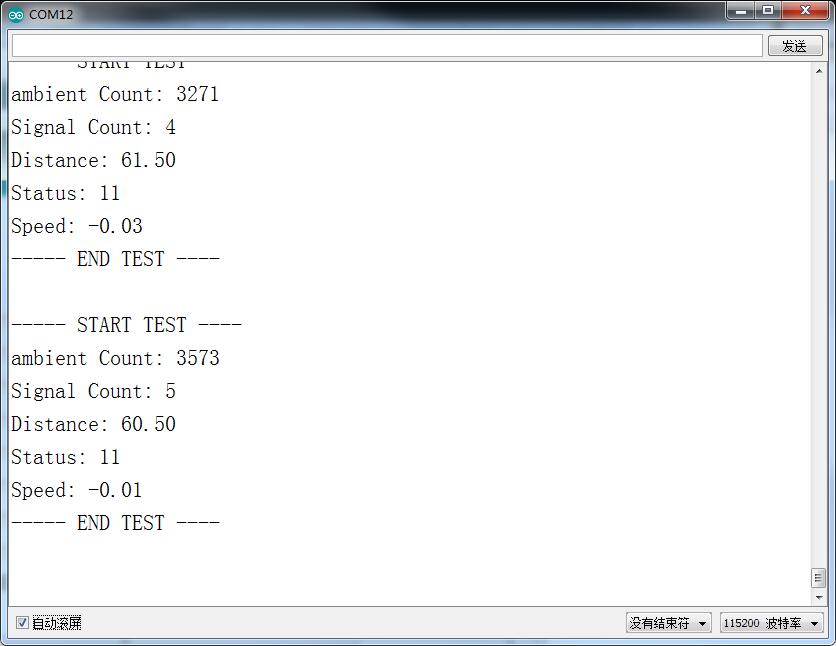 COM12
发送
START TEST
ambient Count: 3271
Signal Count: 4
Distance: 61.50
Status: 11
Speed: -0.03
----- END TEST ----
----- START TEST ----
ambient Count: 3573
Signal Count: 5
Distance: 60.50
Status: 11
Speed: -0.01
----- END TEST ----
自动滚屏
没有结束符
115200 波特率